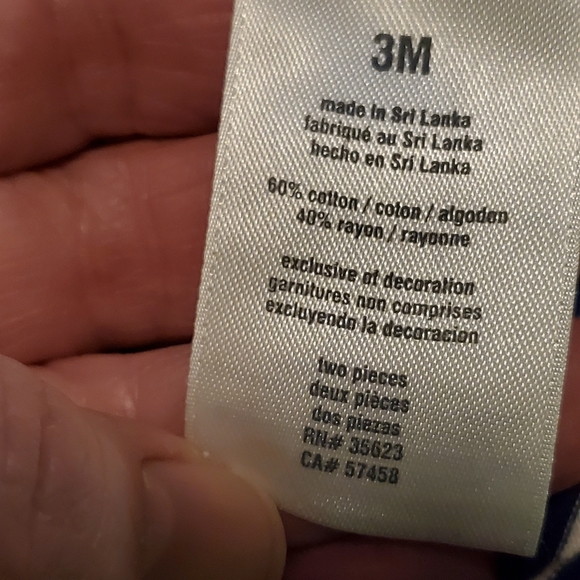 3M
made in Sri Lanka
fabriqué au Sri Lanka
hecho en Sri Lanka
60% cotton / coton / algodon
40% rayon / rayonne
exclusive of decoration
garnitures non comprises
excluyendo la decoracion
two pieces
deux pièces
dos piezas
RN# 35623
CA# 57458